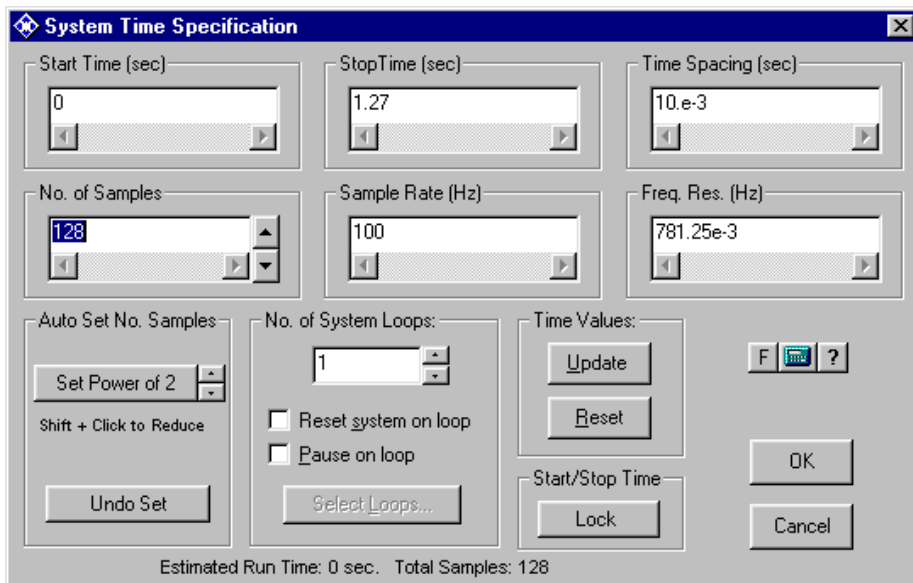 System Time Specification
Start Time (sec)
StopTime (sec)
Time Spacing (sec)
0
1.27
10.e-3
No. of Samples
Sample Rate (Hz)
Freq. Res. (Hz)
128
100
781.25e-3
Auto Set No. Samples
No. of System Loops:
Time Values:
1
Update
F
?
Set Power of 2
Shift + Click to Reduce
Reset system on loop
Reset
Pause on loop
OK
Start/Stop Time
Undo Set
Select Loops...
Lock
Cancel
Estimated Run Time: 0 sec. Total Samples: 128